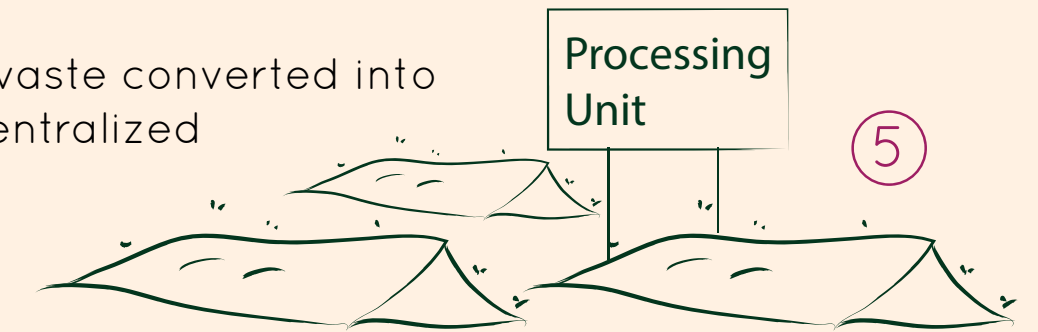 vaste converted into
entralized
Processing
Unit
5